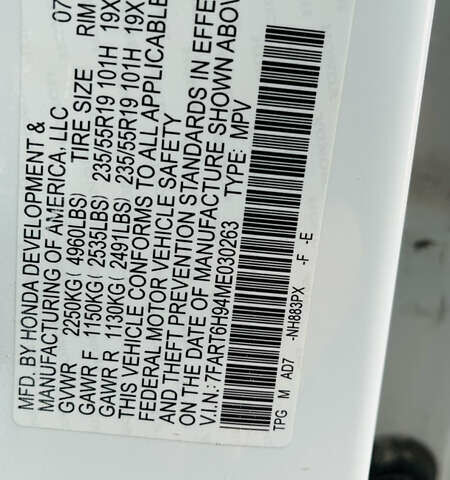 MFD. BY HONDA DEVELOPMENT & 07
MANUFACTURING OF AMERICA, LLC
GVWR 2250KG( 4960LBS) TIRE SIZE RIM
GAWR F 1150KG( 2535LBS) 235/55R19 101H 19X
GAWR R 1130KG( 2491LBS) 235/55R19 101H 19X
THIS VEHICLE CONFORMS TO ALL APPLICABLE
FEDERAL MOTOR VEHICLE SAFETY
AND THEFT PREVENTION STANDARDS IN EFFE
ON THE DATE OF MANUFACTURE SHOWN ABOV
V.I.N: 7FART6H94ME030263 TYPE: MPV
TPG M AD7 -NH883PX -F -E